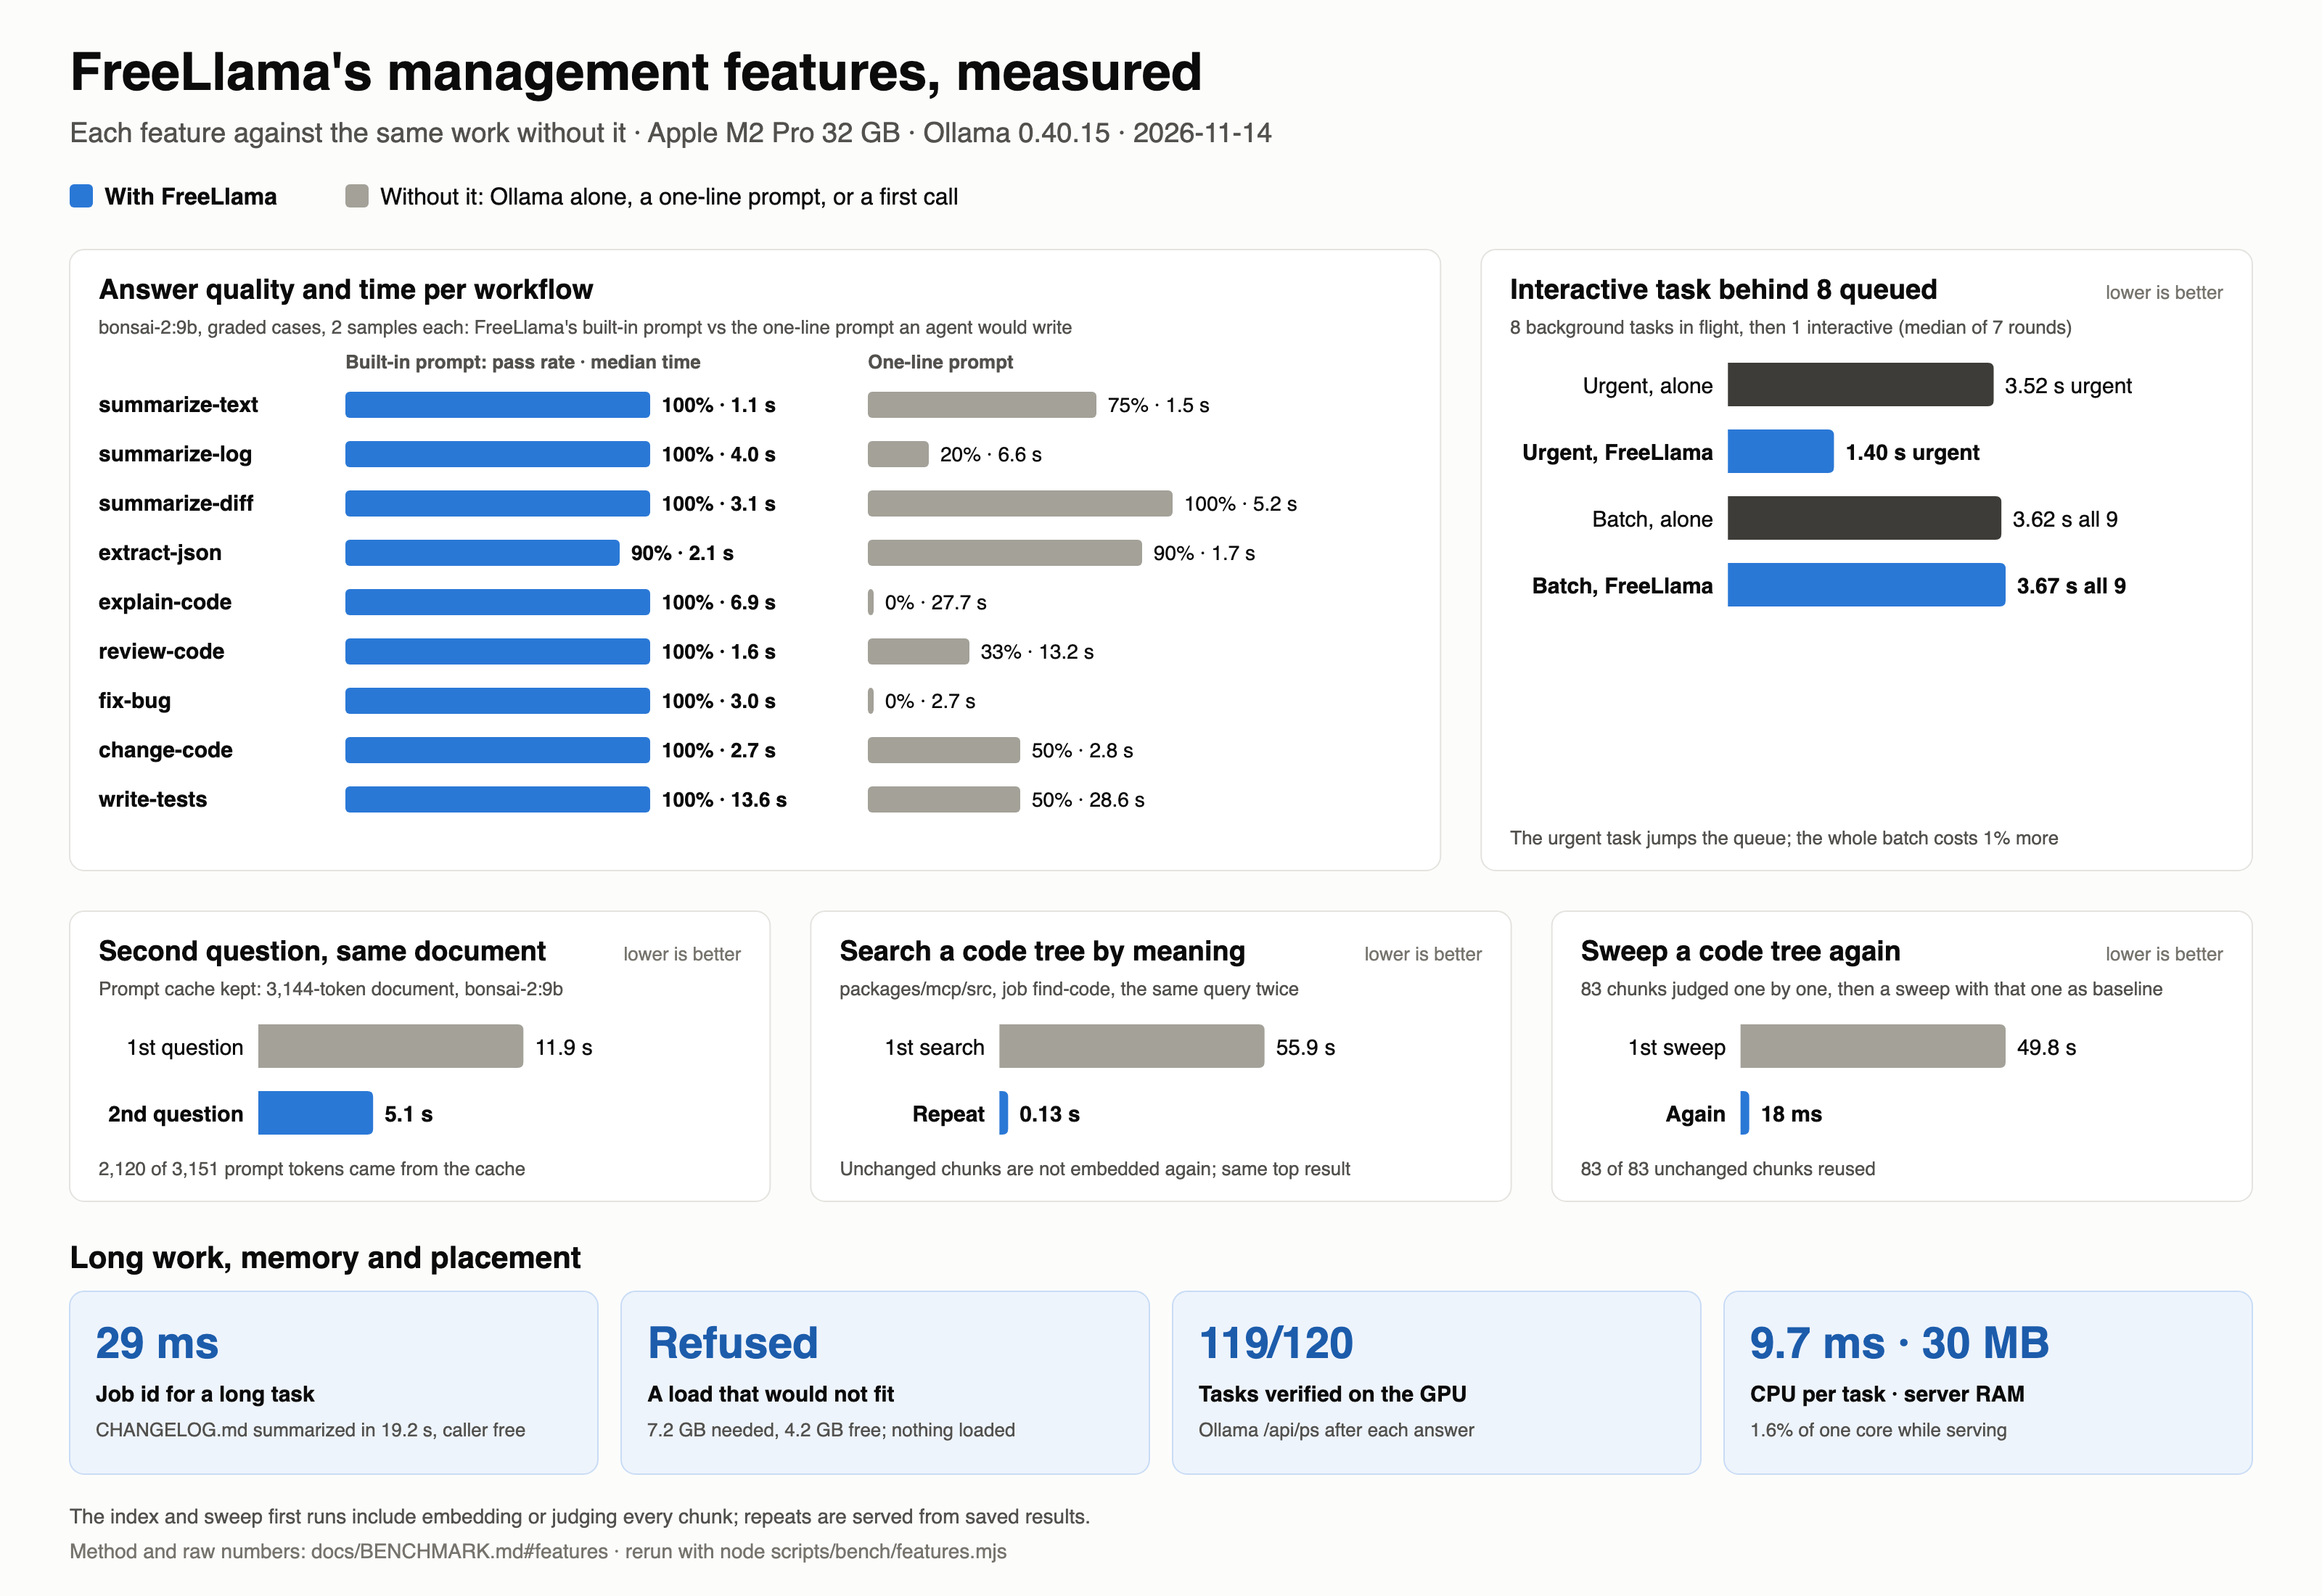 FreeLlama's management features, measured
Each feature against the same work without it · Apple M2 Pro 32 GB · Ollama 0.40.15 · 2026-11-14
With FreeLlama
Without it: Ollama alone, a one-line prompt, or a first call
Answer quality and time per workflow
bonsai-2:9b, graded cases, 2 samples each: FreeLlama's built-in prompt vs the one-line prompt an agent would write
Built-in prompt: pass rate · median time
One-line prompt
summarize-text 100% · 1.1 s 75% · 1.5 s
summarize-log 100% · 4.0 s 20% · 6.6 s
summarize-diff 100% · 3.1 s 100% · 5.2 s
extract-json 90% · 2.1 s 90% · 1.7 s
explain-code 100% · 6.9 s 0% · 27.7 s
review-code 100% · 1.6 s 33% · 13.2 s
fix-bug 100% · 3.0 s 0% · 2.7 s
change-code 100% · 2.7 s 50% · 2.8 s
write-tests 100% · 13.6 s 50% · 28.6 s
Interactive task behind 8 queued
lower is better
8 background tasks in flight, then 1 interactive (median of 7 rounds)
Urgent, alone 3.52 s urgent
Urgent, FreeLlama 1.40 s urgent
Batch, alone 3.62 s all 9
Batch, FreeLlama 3.67 s all 9
The urgent task jumps the queue; the whole batch costs 1% more
Second question, same document
lower is better
Prompt cache kept: 3,144-token document, bonsai-2:9b
1st question 11.9 s
2nd question 5.1 s
2,120 of 3,151 prompt tokens came from the cache
Search a code tree by meaning
lower is better
packages/mcp/src, job find-code, the same query twice
1st search 55.9 s
Repeat 0.13 s
Unchanged chunks are not embedded again; same top result
Sweep a code tree again
lower is better
83 chunks judged one by one, then a sweep with that one as baseline
1st sweep 49.8 s
Again 18 ms
83 of 83 unchanged chunks reused
Long work, memory and placement
29 ms
Job id for a long task
CHANGELOG.md summarized in 19.2 s, caller free
Refused
A load that would not fit
7.2 GB needed, 4.2 GB free; nothing loaded
119/120
Tasks verified on the GPU
Ollama /api/ps after each answer
9.7 ms · 30 MB
CPU per task · server RAM
1.6% of one core while serving
The index and sweep first runs include embedding or judging every chunk; repeats are served from saved results.
Method and raw numbers: docs/BENCHMARK.md#features · rerun with node scripts/bench/features.mjs